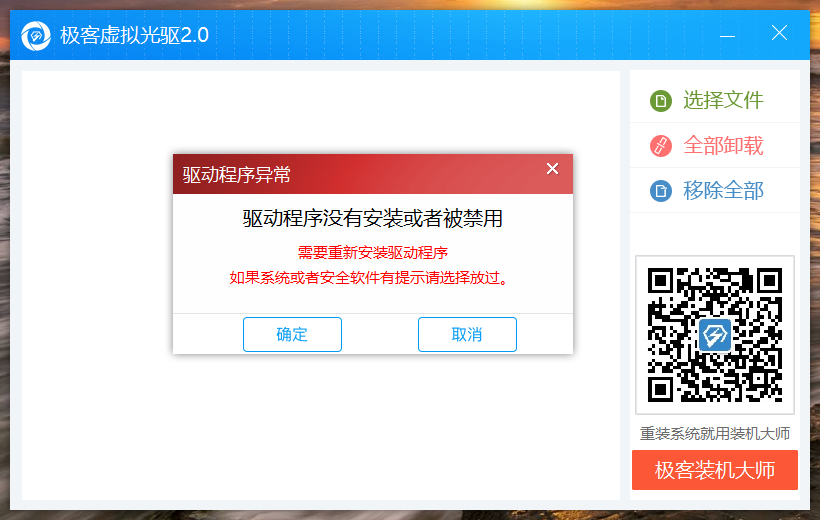 极客虚拟光驱2.0
选择文件
全部卸载
移除全部
驱动程序异常
驱动程序没有安装或者被禁用
需要重新安装驱动程序
如果系统或者安全软件有提示请选择放过。
确定
取消
重装系统就用装机大师
极客装机大师